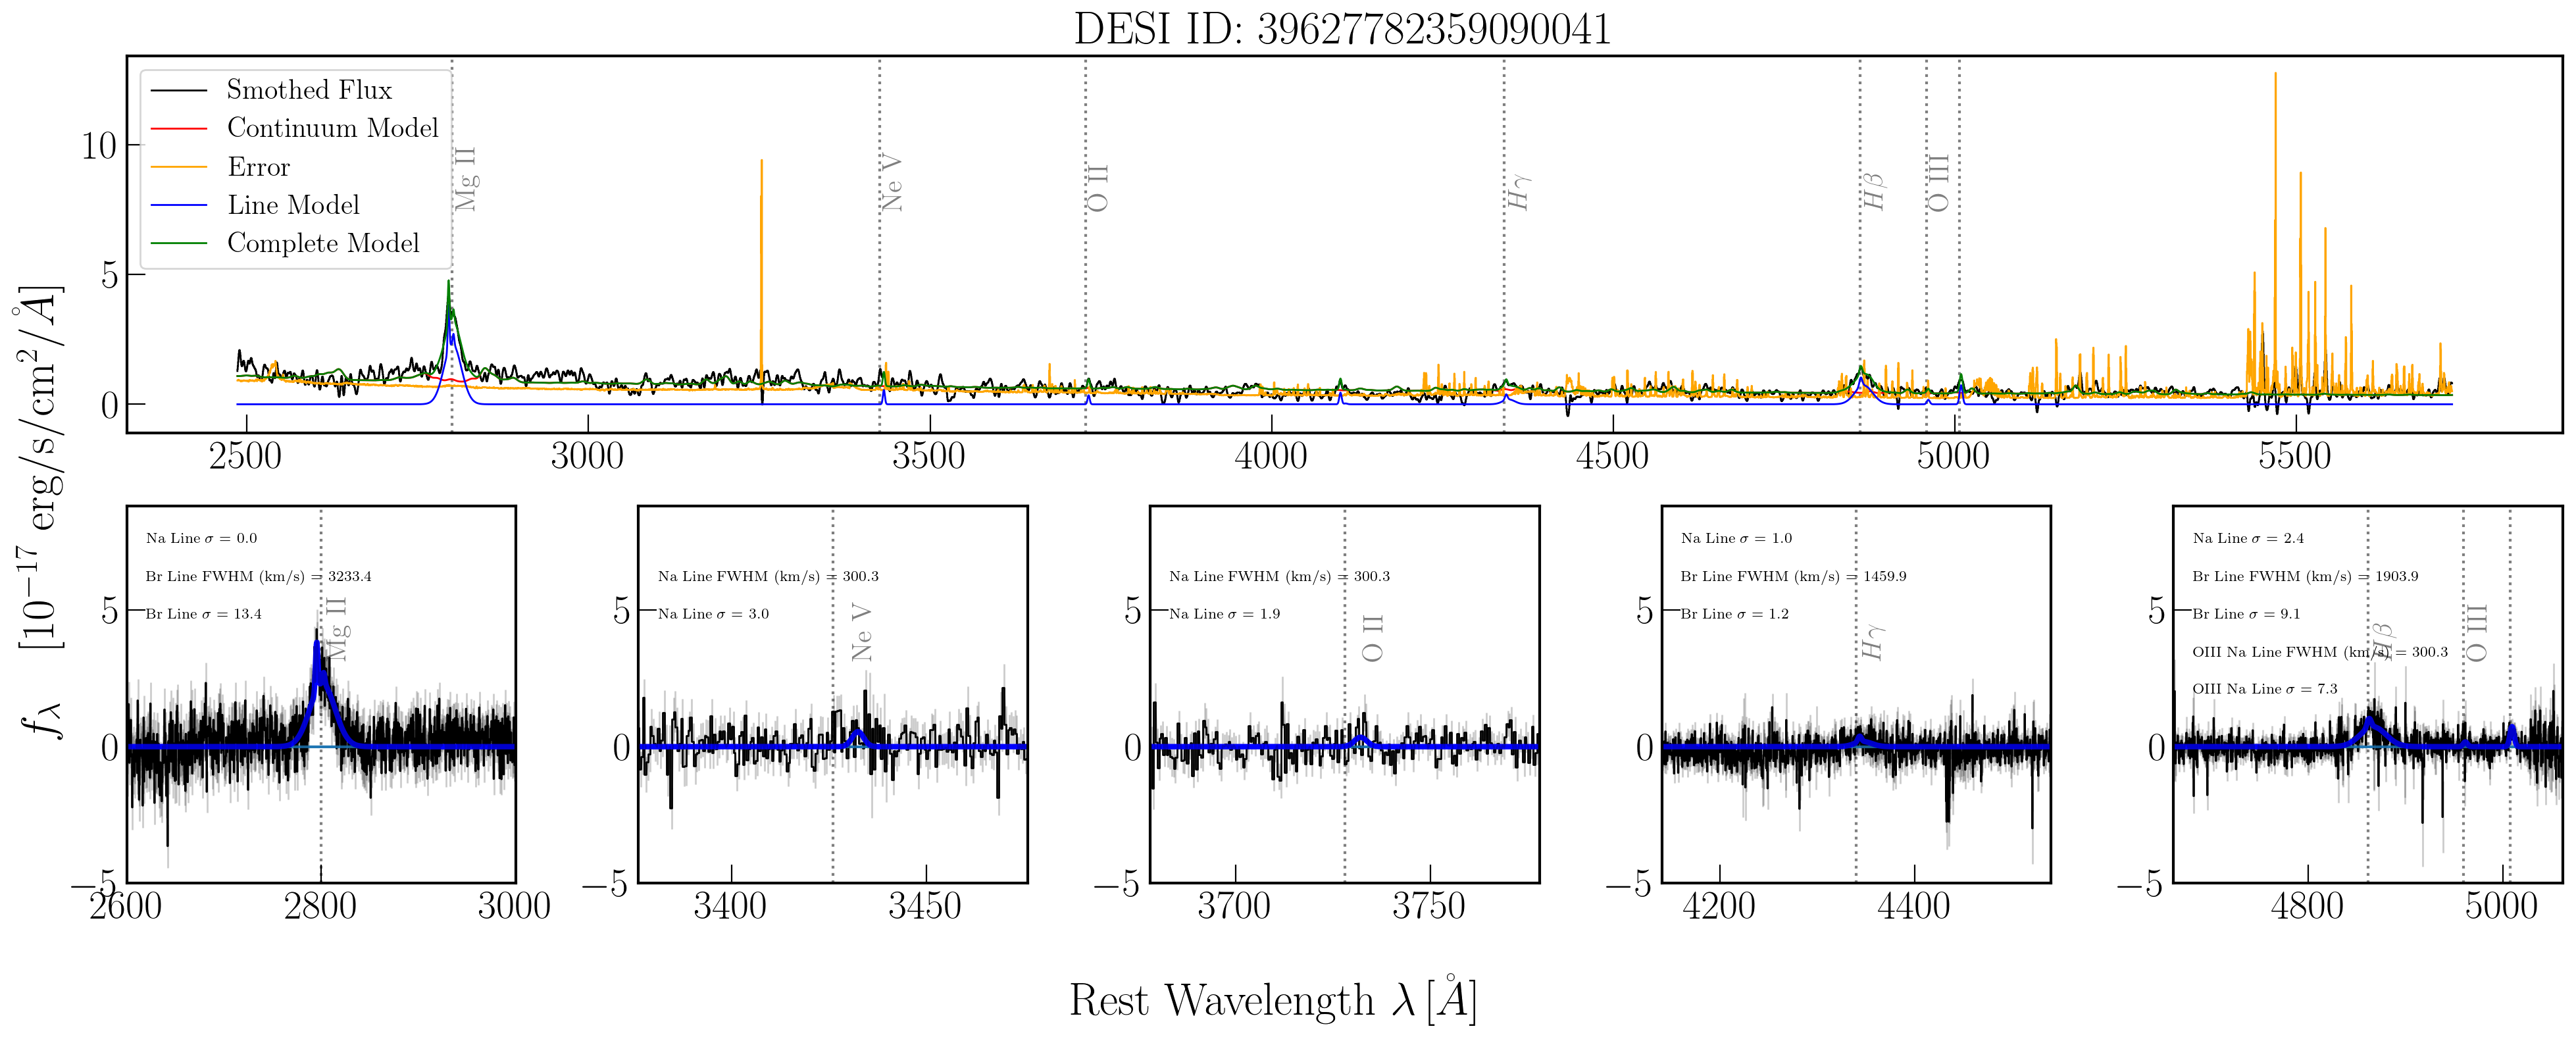 DESI ID: 39627782359090041
Smothed Flux
Continuum Model
Error
Line Model
Complete Model
Mg II
Ne V
O II
Hγ
Hβ
O III
10
5
0
2500 3000 3500 4000 4500 5000 5500
f_λ [10^{-17} erg/s/cm^2/Å]
Na Line σ = 0.0
Br Line FWHM (km/s) = 3233.4
Br Line σ = 13.4
Mg II
5
0
−5
2600 2800 3000
Na Line FWHM (km/s) = 300.3
Na Line σ = 3.0
Ne V
5
0
−5
3400 3450
Na Line FWHM (km/s) = 300.3
Na Line σ = 1.9
O II
5
0
−5
3700 3750
Na Line σ = 1.0
Br Line FWHM (km/s) = 1459.9
Br Line σ = 1.2
Hγ
5
0
−5
4200 4400
Na Line σ = 2.4
Br Line FWHM (km/s) = 1903.9
Br Line σ = 9.1
OIII Na Line FWHM (km/s) = 300.3
OIII Na Line σ = 7.3
Hβ
O III
5
0
−5
4800 5000
Rest Wavelength λ [Å]